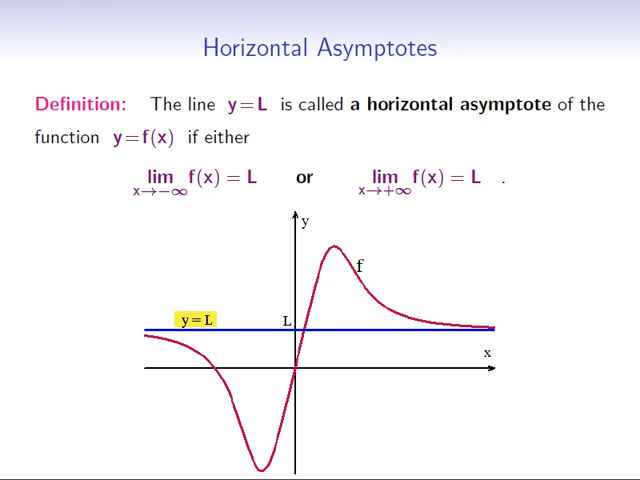 Horizontal Asymptotes
Definition: The line y = L is called a horizontal asymptote of the
function y = f(x) if either
lim x→−∞ f(x) = L or lim x→+∞ f(x) = L .
y
f
y = L
L
x